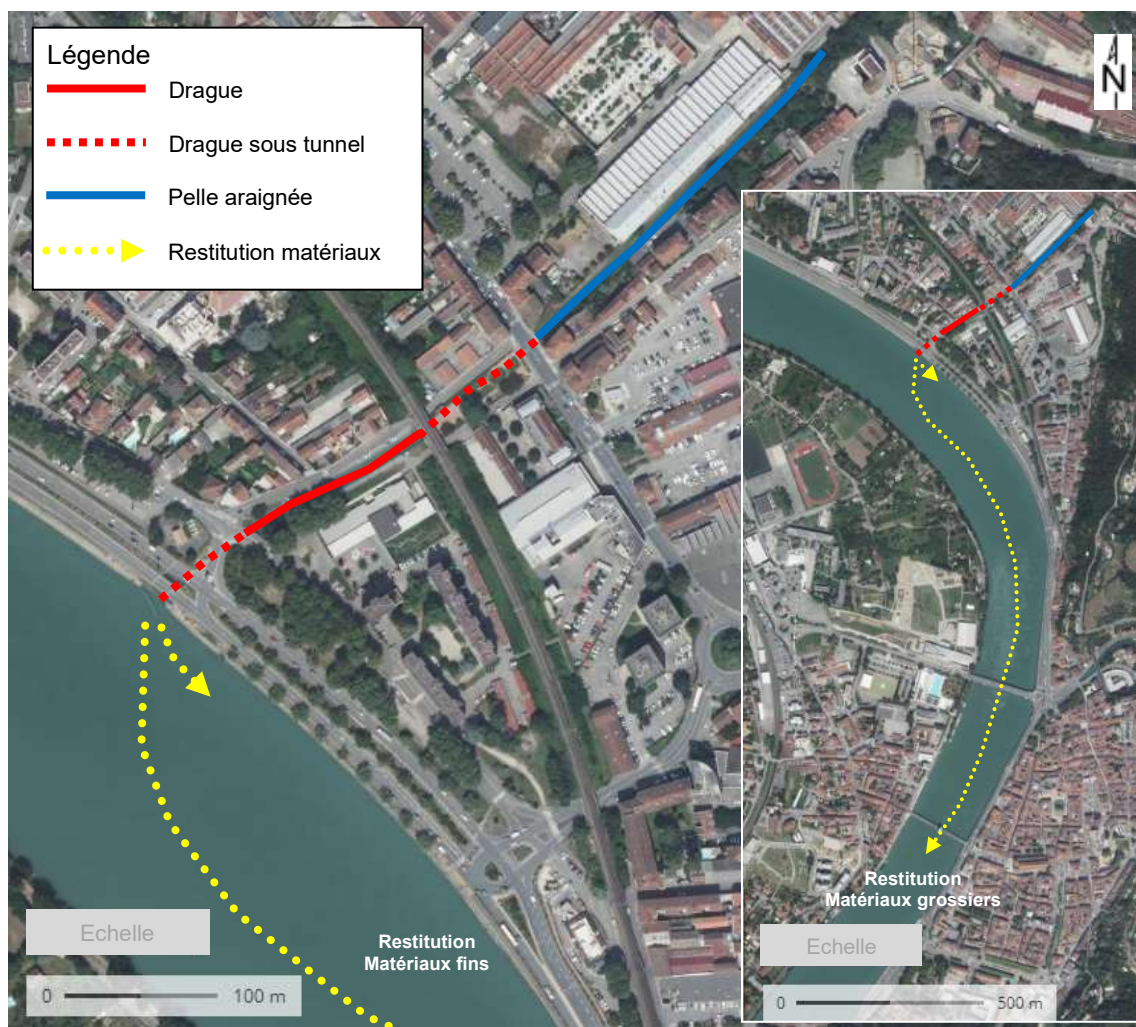 Légende
Drague
Drague sous tunnel
Pelle araignée
Restitution matériaux
N
Restitution
Matériaux fins
Echelle
0 100 m
Restitution
Matériaux grossiers
Echelle
0 500 m